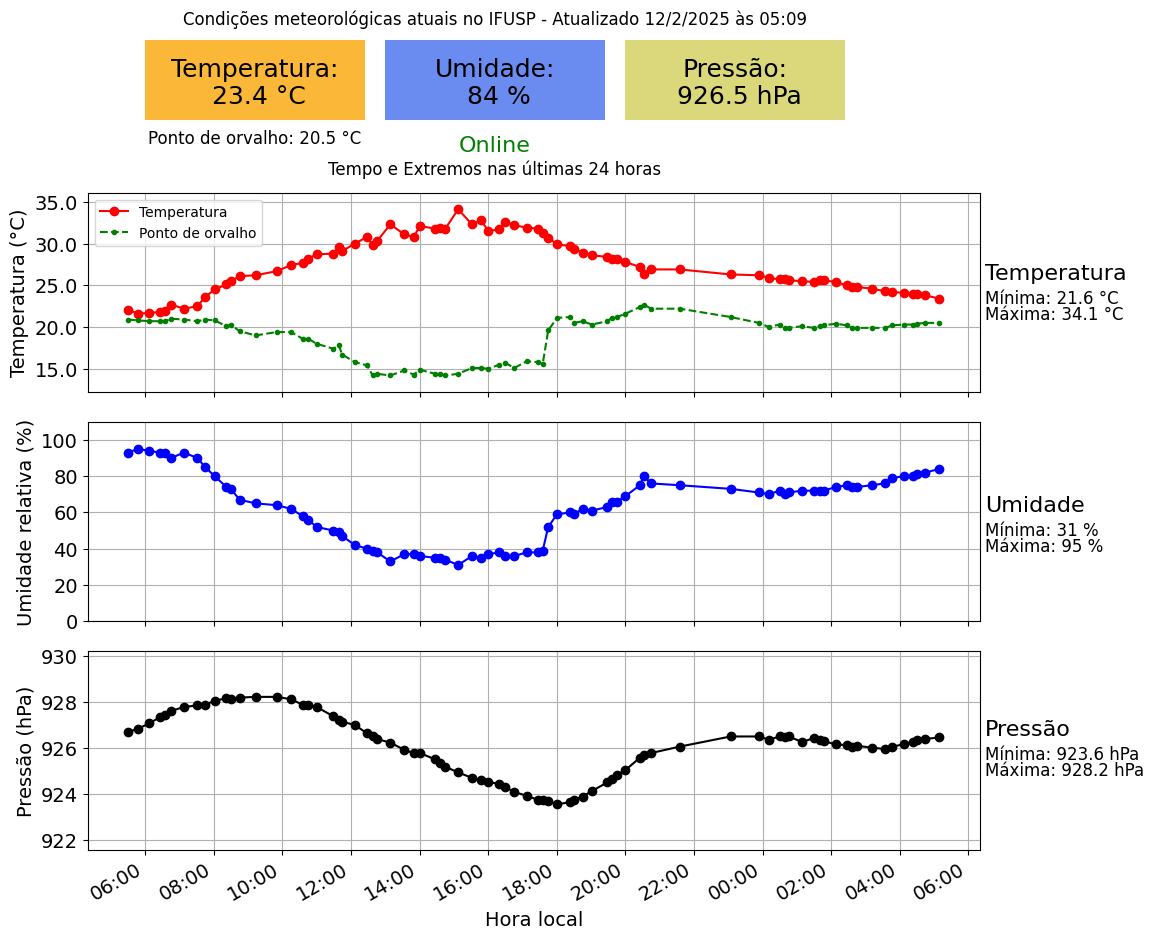 Condições meteorológicas atuais no IFUSP - Atualizado 12/2/2025 às 05:09
Temperatura:
23.4 °C
Umidade:
84 %
Pressão:
926.5 hPa
Ponto de orvalho: 20.5 °C
Online
Tempo e Extremos nas últimas 24 horas
Temperatura (°C)
35.0
30.0
25.0
20.0
15.0
Temperatura
Ponto de orvalho
Temperatura
Mínima: 21.6 °C
Máxima: 34.1 °C
Umidade relativa (%)
100
80
60
40
20
0
Umidade
Mínima: 31 %
Máxima: 95 %
Pressão (hPa)
930
928
926
924
922
Pressão
Mínima: 923.6 hPa
Máxima: 928.2 hPa
06:00 08:00 10:00 12:00 14:00 16:00 18:00 20:00 22:00 00:00 02:00 04:00 06:00
Hora local